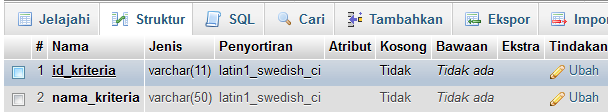 Jelajahi Struktur SQL Cari Tambahkan Ekspor Impor
# Nama Jenis Penyortiran Atribut Kosong Bawaan Ekstra Tindakan
1 id_kriteria varchar(11) latin1_swedish_ci Tidak Tidak ada Ubah
2 nama_kriteria varchar(50) latin1_swedish_ci Tidak Tidak ada Ubah